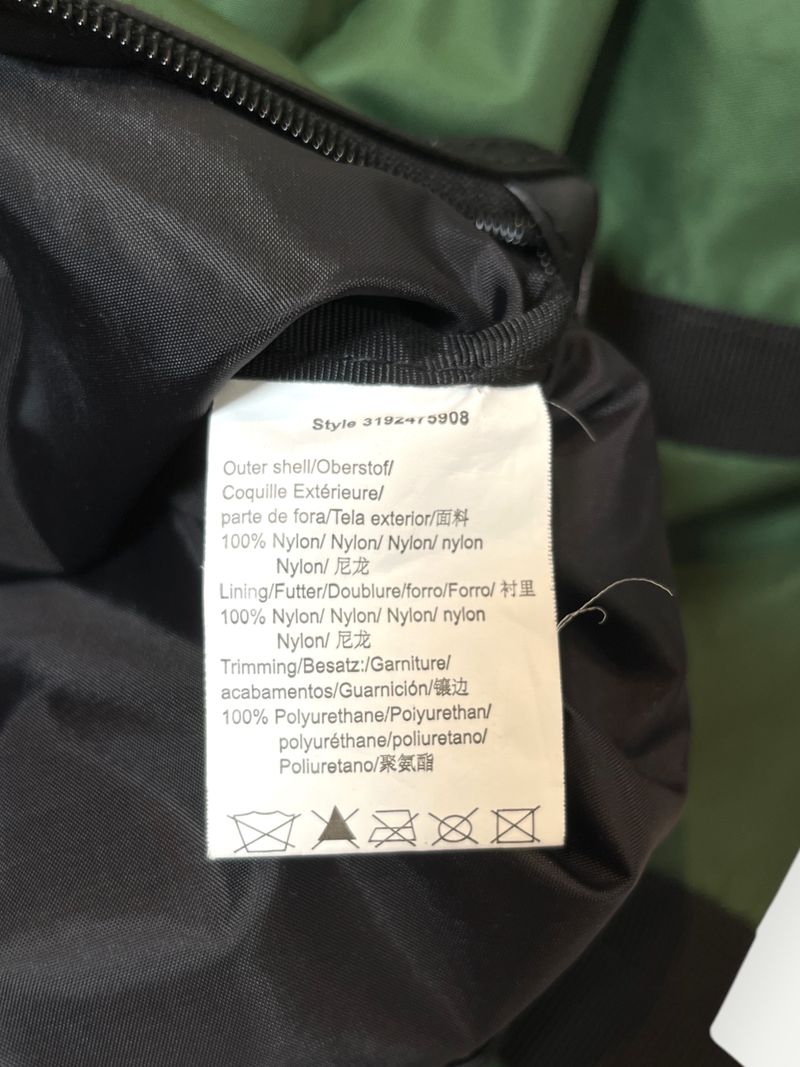 Style 3192475908
Outer shell/Oberstof/
Coquille Extérieure/
parte de fora/Tela exterior/面料
100% Nylon/ Nylon/ Nylon/ nylon
Nylon/ 尼龙
Lining/Futter/Doublure/forro/Forro/ 衬里
100% Nylon/ Nylon/ Nylon/ nylon
Nylon/ 尼龙
Trimming/Besatz:/Garniture/
acabamentos/Guarnición/镶边
100% Polyurethane/Poiyurethan/
polyuréthane/poliuretano/
Poliuretano/聚氨酯